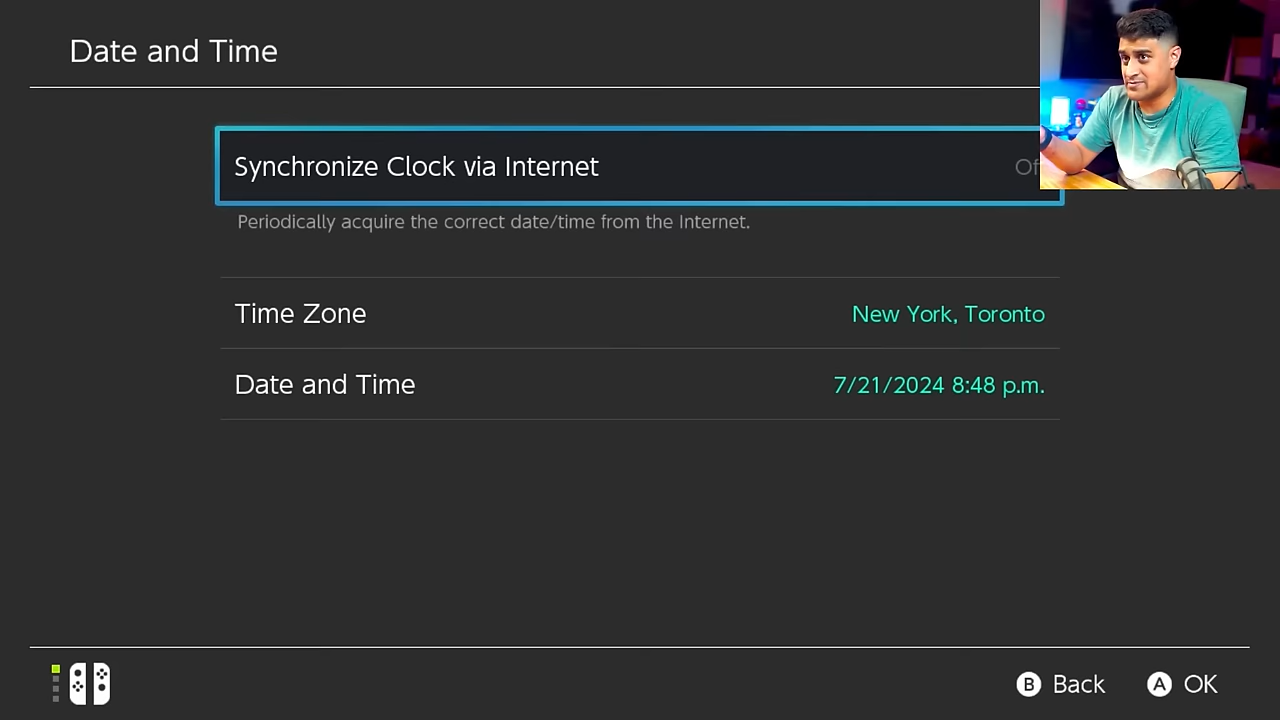 Date and Time
Synchronize Clock via Internet
Periodically acquire the correct date/time from the Internet.
Time Zone New York, Toronto
Date and Time 7/21/2024 8:48 p.m.
B Back A OK